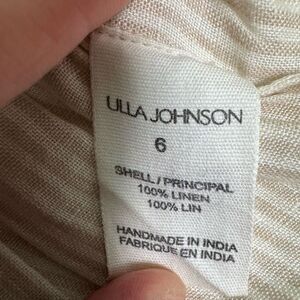 ULLA JOHNSON
6
SHELL / PRINCIPAL
100% LINEN
100% LIN
HANDMADE IN INDIA
FABRIQUE EN INDIA